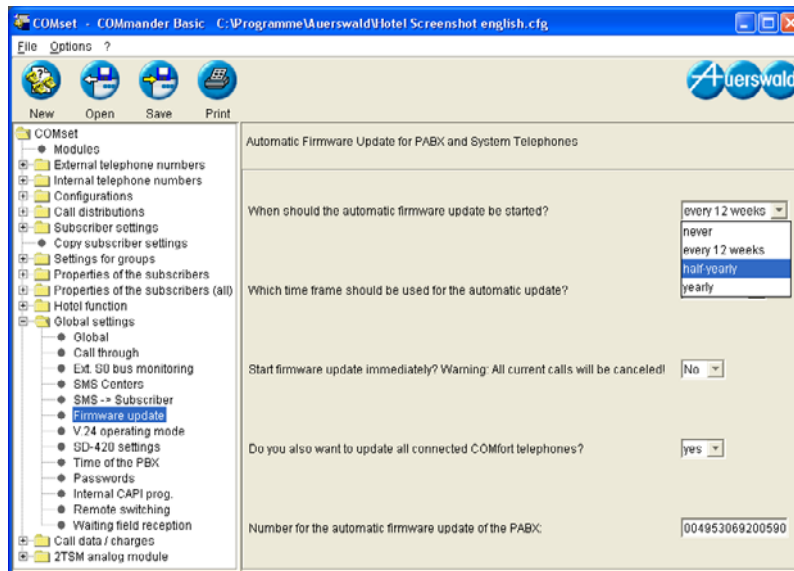 COMset - COMmander Basic C:\Programme\Auerswald\Hotel Screenshot english.cfg
File Options ?
New Open Save Print
Auerswald
COMset
Modules
External telephone numbers
Internal telephone numbers
Configurations
Call distributions
Subscriber settings
Copy subscriber settings
Settings for groups
Properties of the subscribers
Properties of the subscribers (all)
Hotel function
Global settings
Global
Call through
Ext. S0 bus monitoring
SMS Centers
SMS -> Subscriber
Firmware update
V.24 operating mode
SD-420 settings
Time of the PBX
Passwords
Internal CAPI prog.
Remote switching
Waiting field reception
Call data / charges
2TSM analog module
Automatic Firmware Update for PABX and System Telephones
When should the automatic firmware update be started? every 12 weeks
never
every 12 weeks
half-yearly
yearly
Which time frame should be used for the automatic update?
Start firmware update immediately? Warning: All current calls will be canceled! No
Do you also want to update all connected COMfort telephones? yes
Number for the automatic firmware update of the PABX: 004953069200590